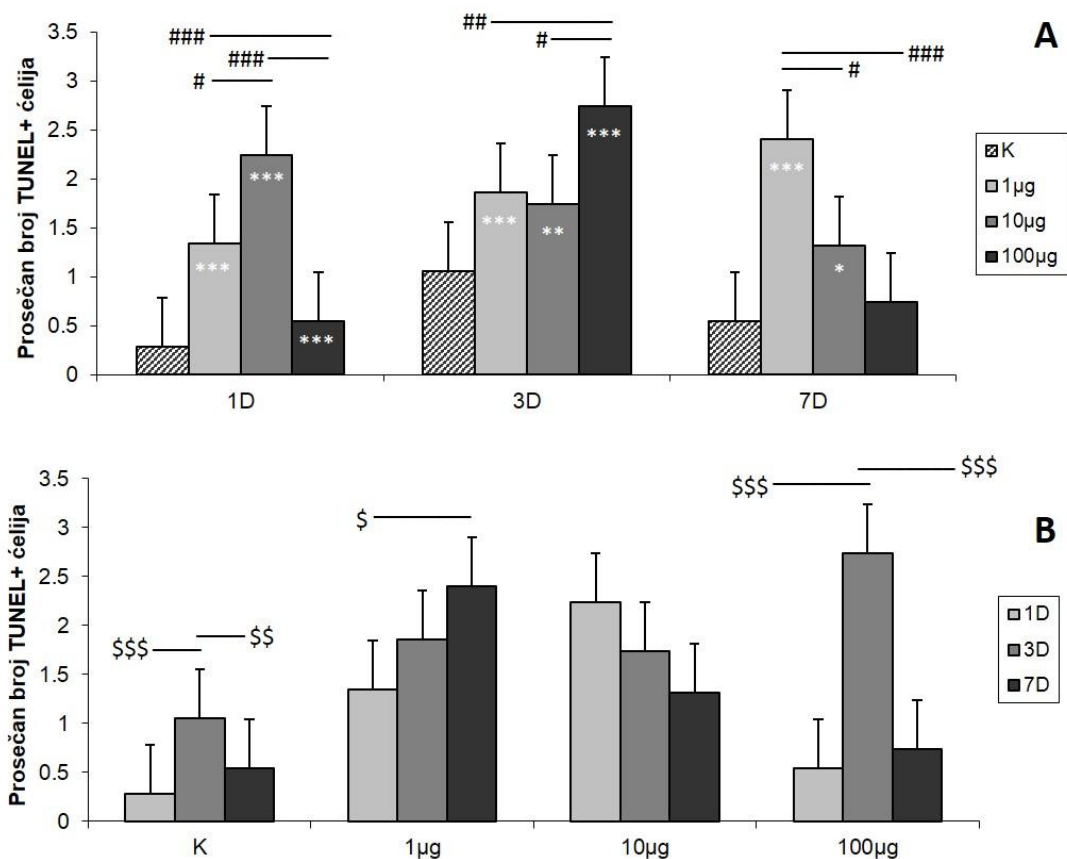 A
Prosečan broj TUNEL+ ćelija
3.5
3
2.5
2
1.5
1
0.5
0
###
###
#
##
#
###
#
***
***
***
***
**
***
***
*
1D
3D
7D
K
1µg
10µg
100µg
B
Prosečan broj TUNEL+ ćelija
3.5
3
2.5
2
1.5
1
0.5
0
$$$
$$
$
$$$
$$$
K
1µg
10µg
100µg
1D
3D
7D